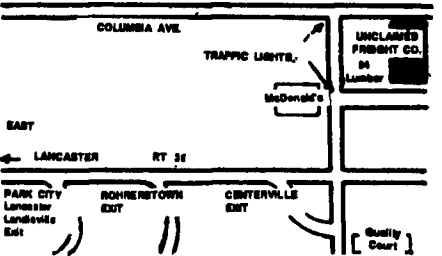 COLUMBIA AVE.
UNCLAIMED
FREIGHT CO.
84
Lumber
TRAFFIC LIGHTS
McDonald's
EAST
LANCASTER RT 30
PARK CITY
Lancaster
Landisville
Exit
ROHRERSTOWN
EXIT
CENTERVILLE
EXIT
Quality
Court